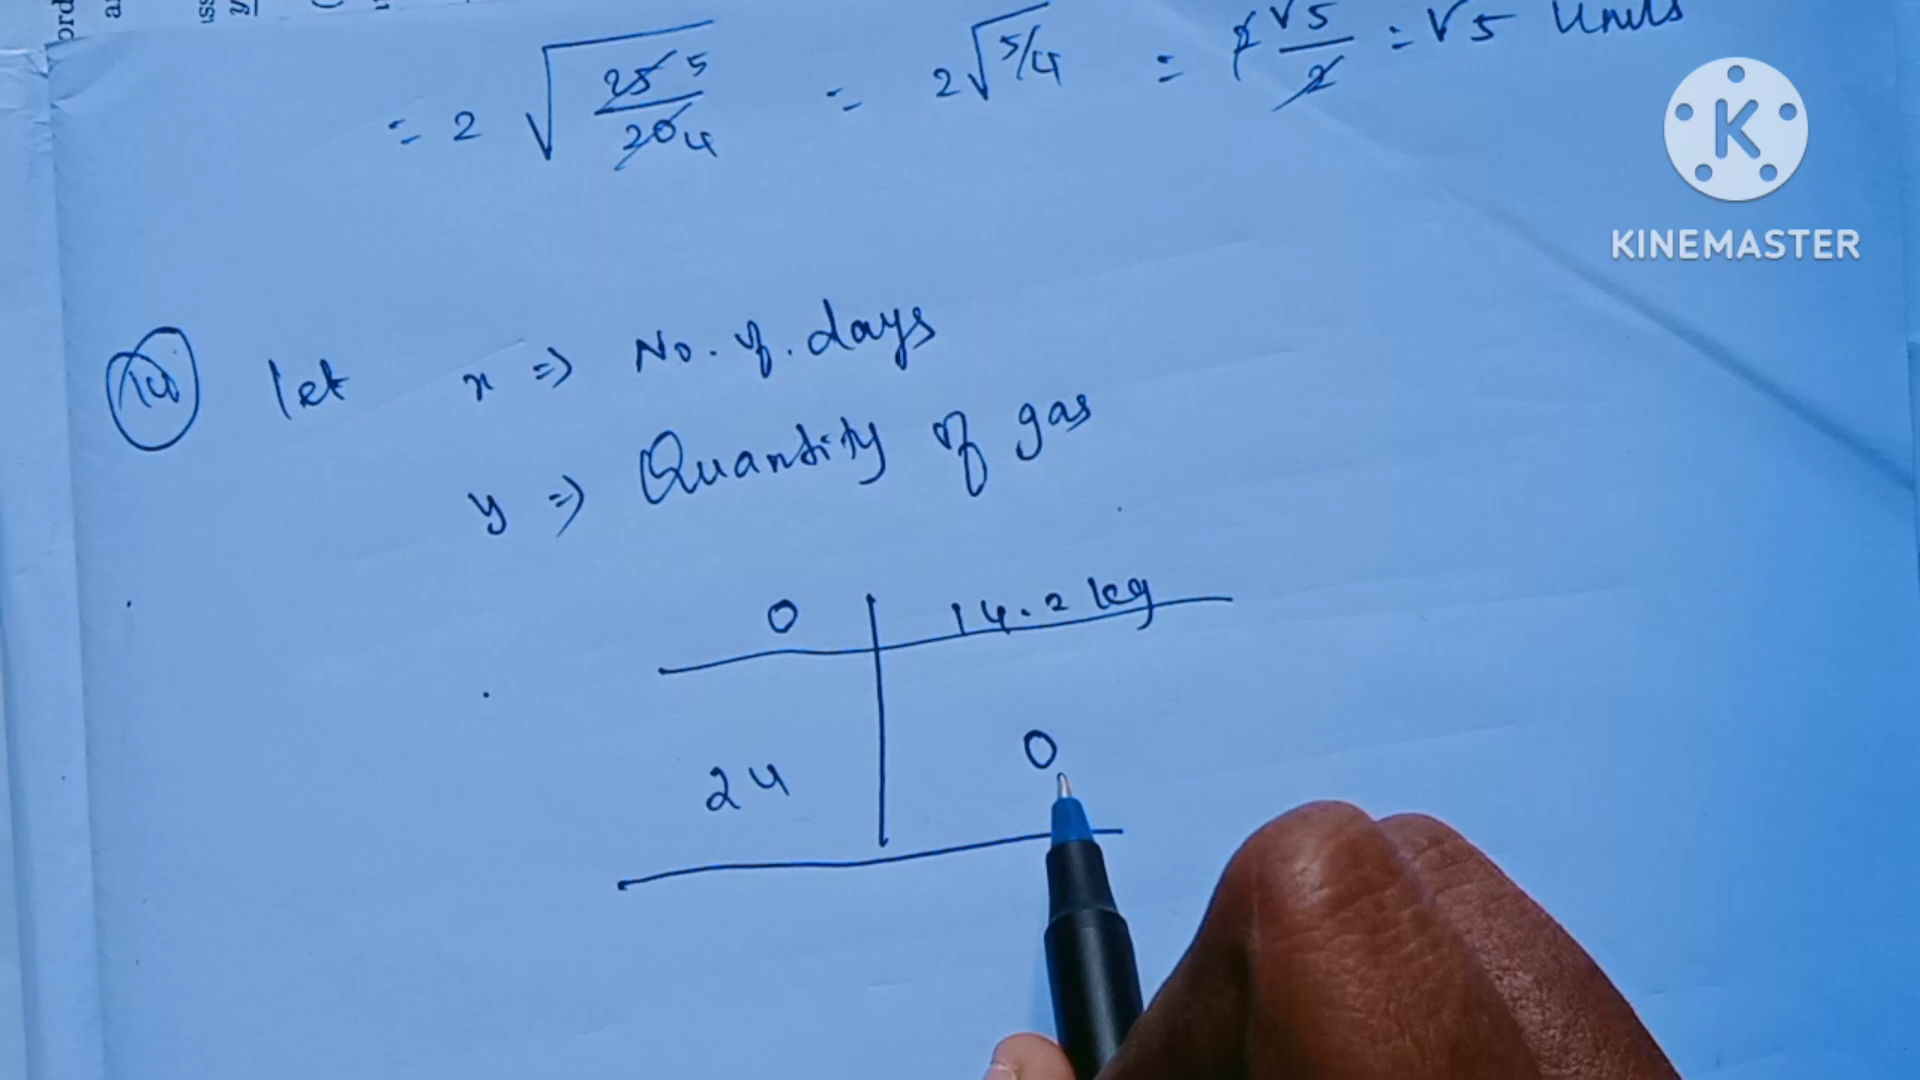 = 2 √ 25 5 / 20 4 = 2 √ 5/4 = 2 √5 / 2 = √5 Units
KINEMASTER
let x => No. of. days
y => Quantity of gas
0 | 14.2 kg
24 | 0